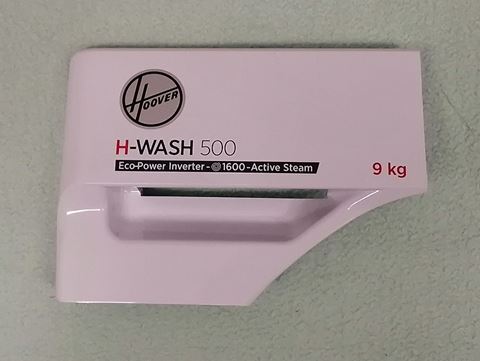 HOOVER
H-WASH 500
Eco-Power Inverter - 1600 - Active Steam
9 kg